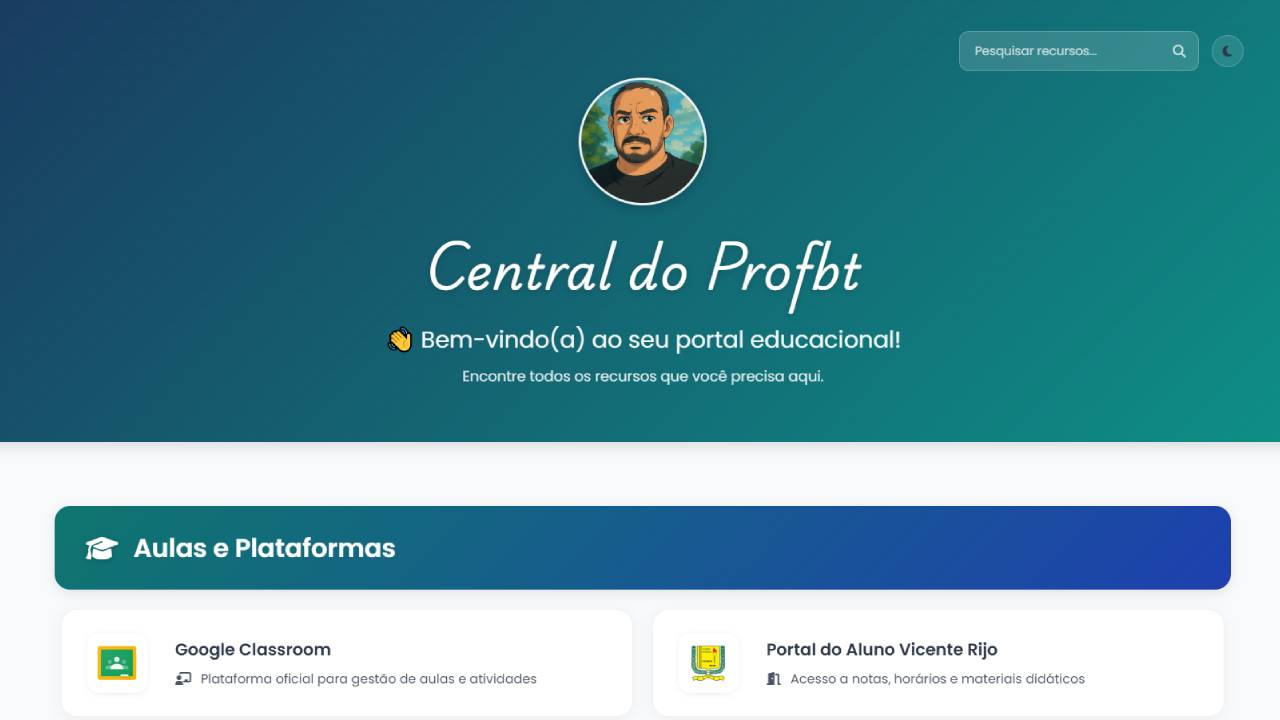 Pesquisar recursos...
Central do Profbt
👋 Bem-vindo(a) ao seu portal educacional!
Encontre todos os recursos que você precisa aqui.
Aulas e Plataformas
Google Classroom
Plataforma oficial para gestão de aulas e atividades
Portal do Aluno Vicente Rijo
Acesso a notas, horários e materiais didáticos